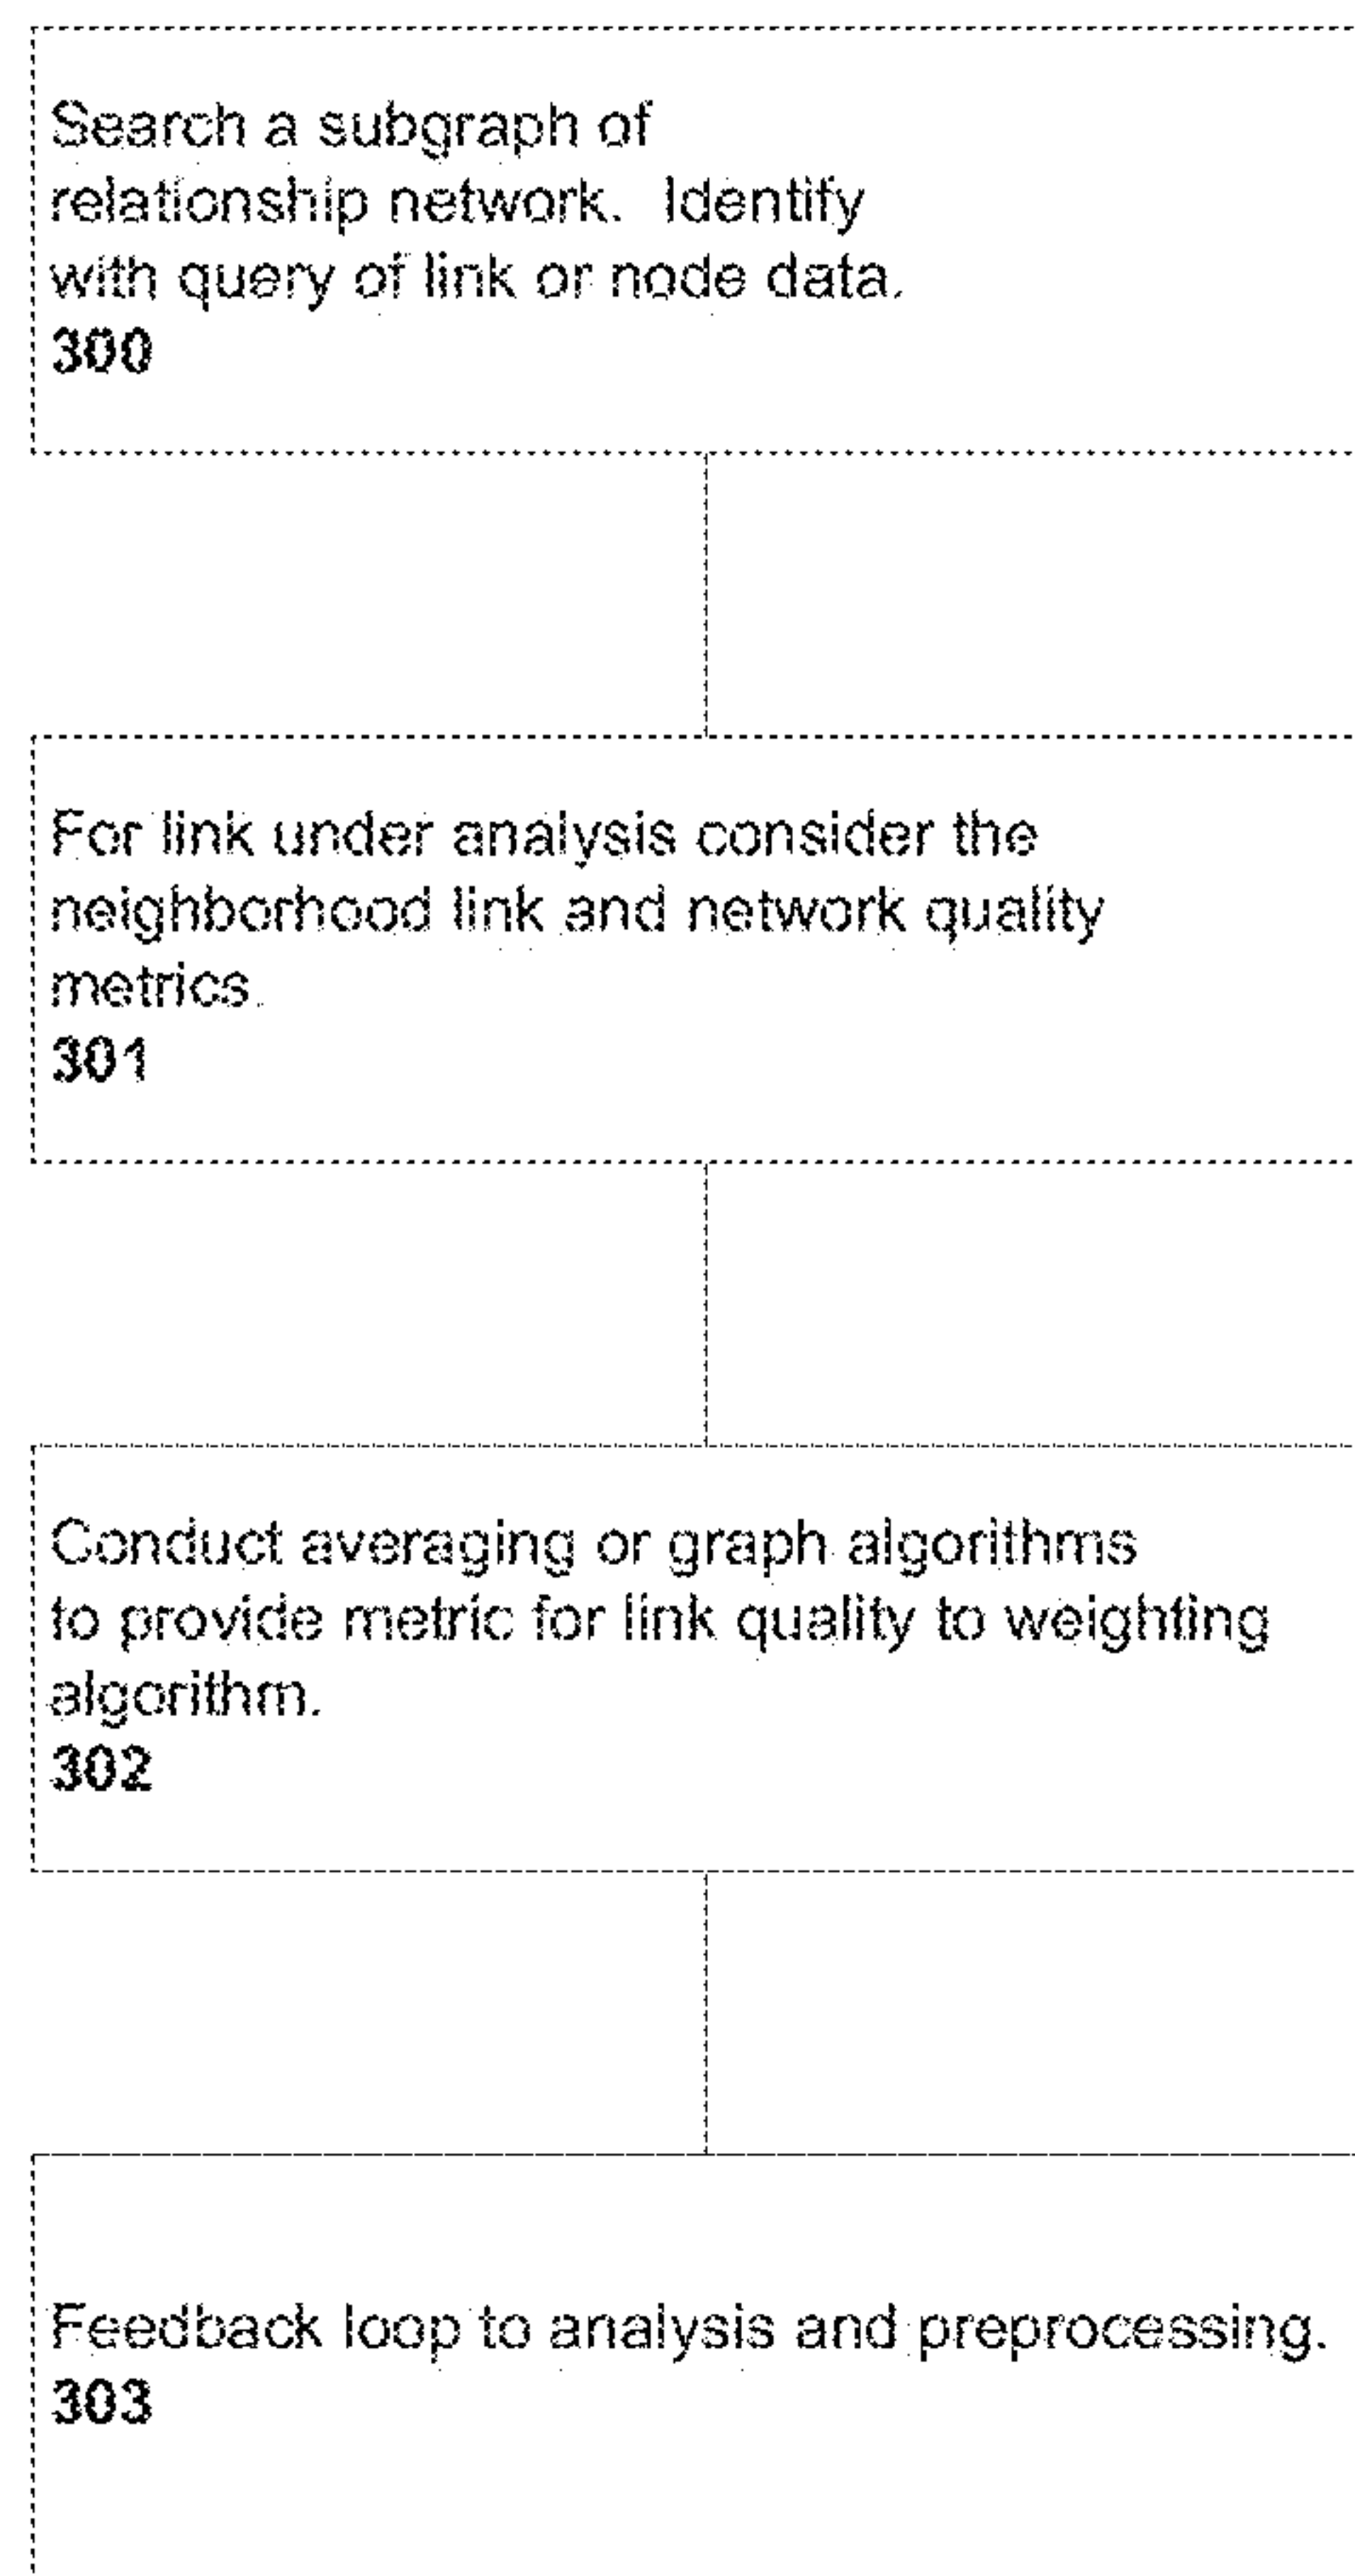 Search a subgraph of
relationship network. Identify
with query of link or node data.
300
For link under analysis consider the
neighborhood link and network quality
metrics.
301
Conduct averaging or graph algorithms
to provide metric for link quality to weighting
algorithm.
302
Feedback loop to analysis and preprocessing.
303